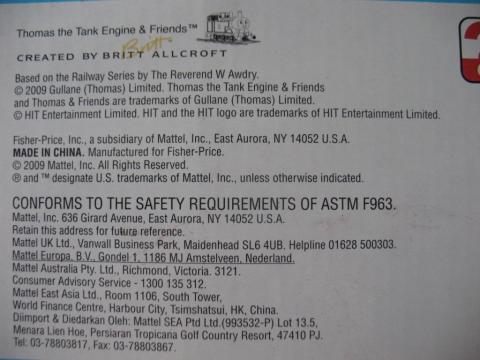 Thomas the Tank Engine & Friends™
CREATED BY BRITT ALLCROFT
Britt
Based on the Railway Series by The Reverend W Awdry.
© 2009 Gullane (Thomas) Limited. Thomas the Tank Engine & Friends
and Thomas & Friends are trademarks of Gullane (Thomas) Limited.
© HIT Entertainment Limited. HIT and the HIT logo are trademarks of HIT Entertainment Limited.
Fisher-Price, Inc., a subsidiary of Mattel, Inc., East Aurora, NY 14052 U.S.A.
MADE IN CHINA. Manufactured for Fisher-Price.
© 2009 Mattel, Inc. All Rights Reserved.
® and ™ designate U.S. trademarks of Mattel, Inc., unless otherwise indicated.
CONFORMS TO THE SAFETY REQUIREMENTS OF ASTM F963.
Mattel, Inc. 636 Girard Avenue, East Aurora, NY 14052 U.S.A.
Retain this address for future reference.
Mattel UK Ltd., Vanwall Business Park, Maidenhead SL6 4UB. Helpline 01628 500303.
Mattel Europa, B.V., Gondel 1, 1186 MJ Amstelveen, Nederland.
Mattel Australia Pty. Ltd., Richmond, Victoria. 3121.
Consumer Advisory Service - 1300 135 312.
Mattel East Asia Ltd., Room 1106, South Tower,
World Finance Centre, Harbour City, Tsimshatsui, HK, China.
Diimport & Diedarkan Oleh: Mattel SEA Ptd Ltd.(993532-P) Lot 13.5,
Menara Lien Hoe, Persiaran Tropicana Golf Country Resort, 47410 PJ.
Tel: 03-78803817, Fax: 03-78803867.